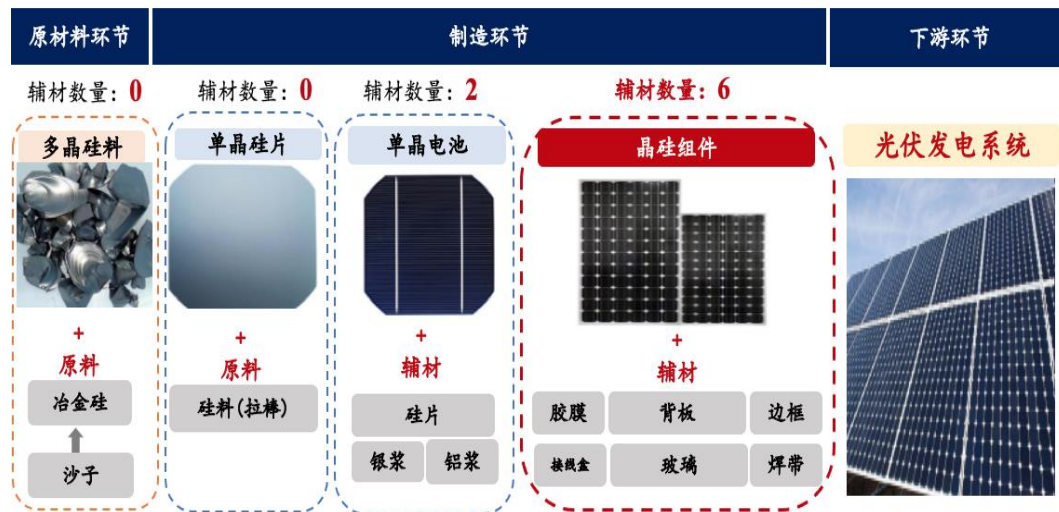 原材料环节
制造环节
下游环节
辅材数量：0
辅材数量：0
辅材数量：2
辅材数量：6
多晶硅料
单晶硅片
单晶电池
晶硅组件
光伏发电系统
+
原料
冶金硅
沙子
+
原料
硅料(拉棒)
+
辅材
硅片
银浆
铝浆
+
辅材
胶膜
背板
边框
接线盒
玻璃
焊带